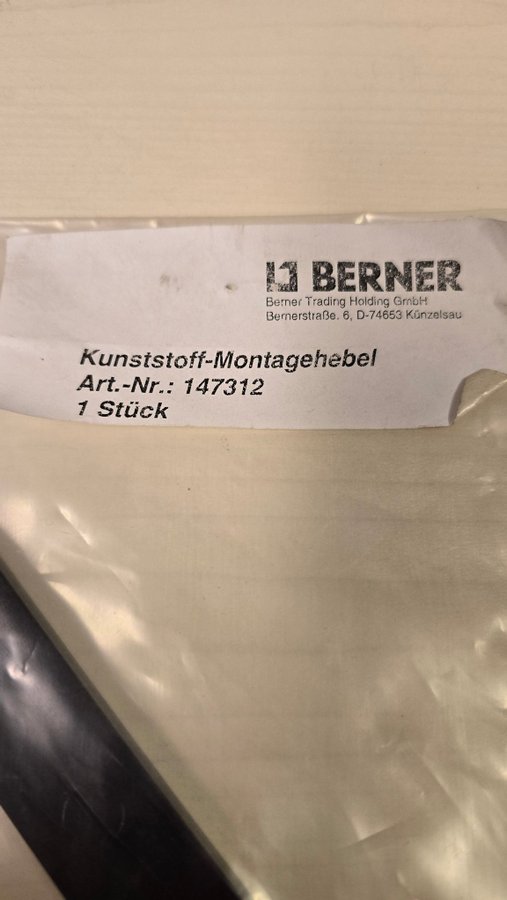 BERNER
Berner Trading Holding GmbH
Bernerstraße. 6, D-74653 Künzelsau
Kunststoff-Montagehebel
Art.-Nr.: 147312
1 Stück